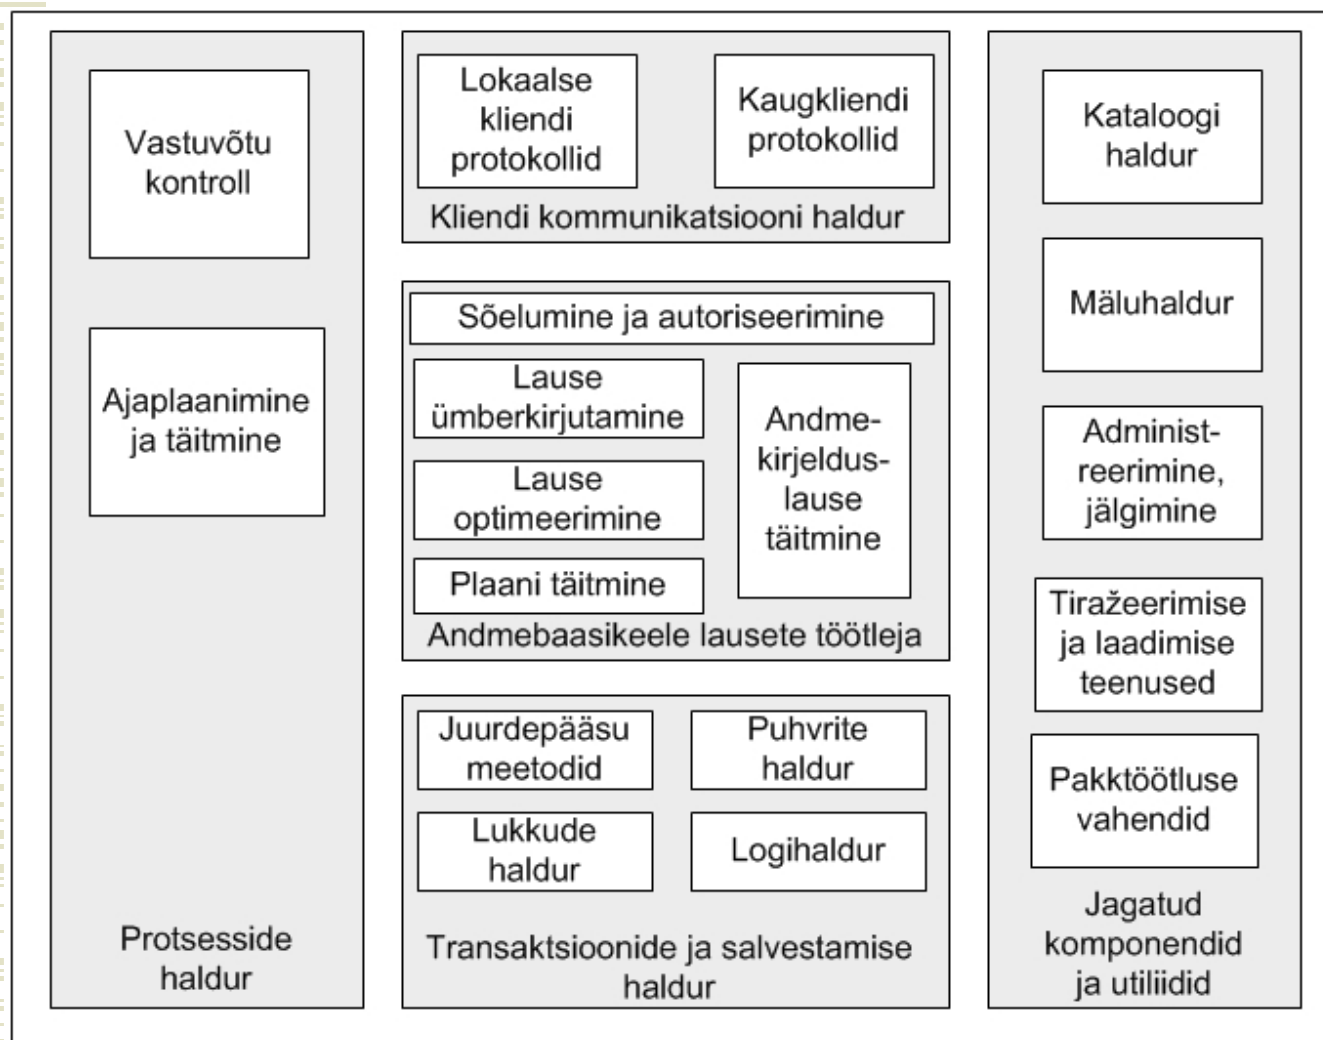 Vastuvõtu
kontroll
Ajaplaanimine
ja täitmine
Protsesside
haldur
Lokaalse
kliendi
protokollid
Kaugkliendi
protokollid
Kliendi kommunikatsiooni haldur
Sõelumine ja autoriseerimine
Lause
ümberkirjutamine
Lause
optimeerimine
Plaani täitmine
Andme-
kirjeldus-
lause
täitmine
Andmebaasikeele lausete töötleja
Juurdepääsu
meetodid
Puhvrite
haldur
Lukkude
haldur
Logihaldur
Transaktsioonide ja salvestamise
haldur
Kataloogi
haldur
Mäluhaldur
Administ-
reerimine,
jälgimine
Tiražeerimise
ja laadimise
teenused
Pakktöötluse
vahendid
Jagatud
komponendid
ja utiliidid